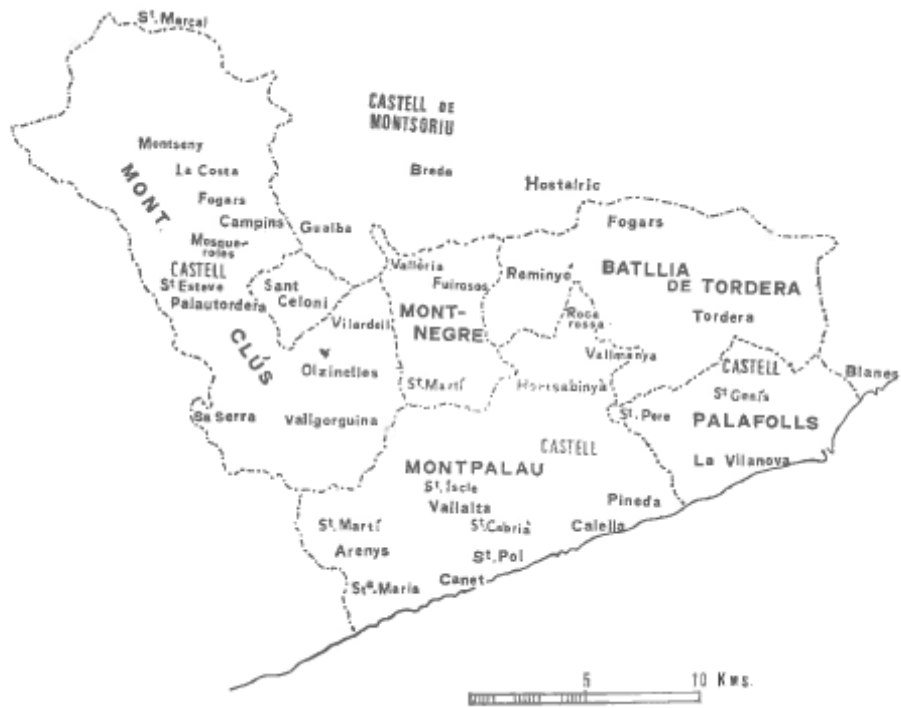 St. Marçal
CASTELL DE
MONTSORIU
Montseny
La Costa
Breda
Hostalric
MONT.
Fogars
Fogars
Campins
Gualba
Mosque-
roles
CASTELL
Vallòria
Fuirosos
Reminyó
BATLLIA
DE TORDERA
St Esteve
Palautordera
Sant
Celoni
MONT-
NEGRE
Roca
rossa
Tordera
Vilardell
CLÚS
Olzinelles
Vallmanya
CASTELL
Blanes
St. Martí
Hortsabinyà
St Genís
Sa Serra
Vallgorguina
St. Pere
PALAFOLLS
CASTELL
La Vilanova
MONTPALAU
St. Iscle
Vallalta
Pineda
St. Martí
St. Cebrià
Calella
Arenys
St. Pol
Sta. Maria
Canet
5
10 Kms.